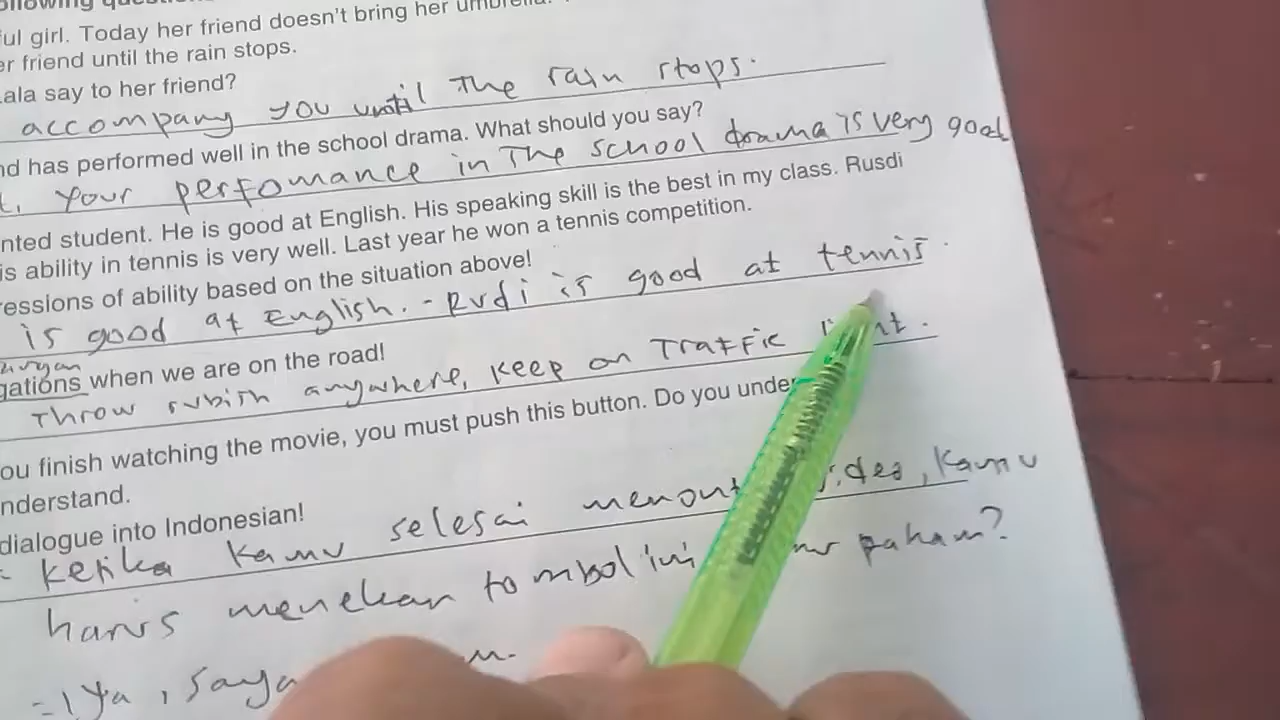 ollowing questio
ful girl. Today her friend doesn't bring her umbrella.
er friend until the rain stops.
ala say to her friend?
accompany you until the rain stops.
nd has performed well in the school drama. What should you say?
t, your perfomance in the school drama is very good
nted student. He is good at English. His speaking skill is the best in my class. Rusdi
is ability in tennis is very well. Last year he won a tennis competition.
essions of ability based on the situation above!
is good at English. - Rudi is good at tennis.
gations when we are on the road!
Throw rubish anywhere, keep on Traffic
ou finish watching the movie, you must push this button. Do you under
nderstand.
dialogue into Indonesian!
= ketika kamu selesai menont video, kamu
harus menekan tombol ini paham?
= Iya, saya